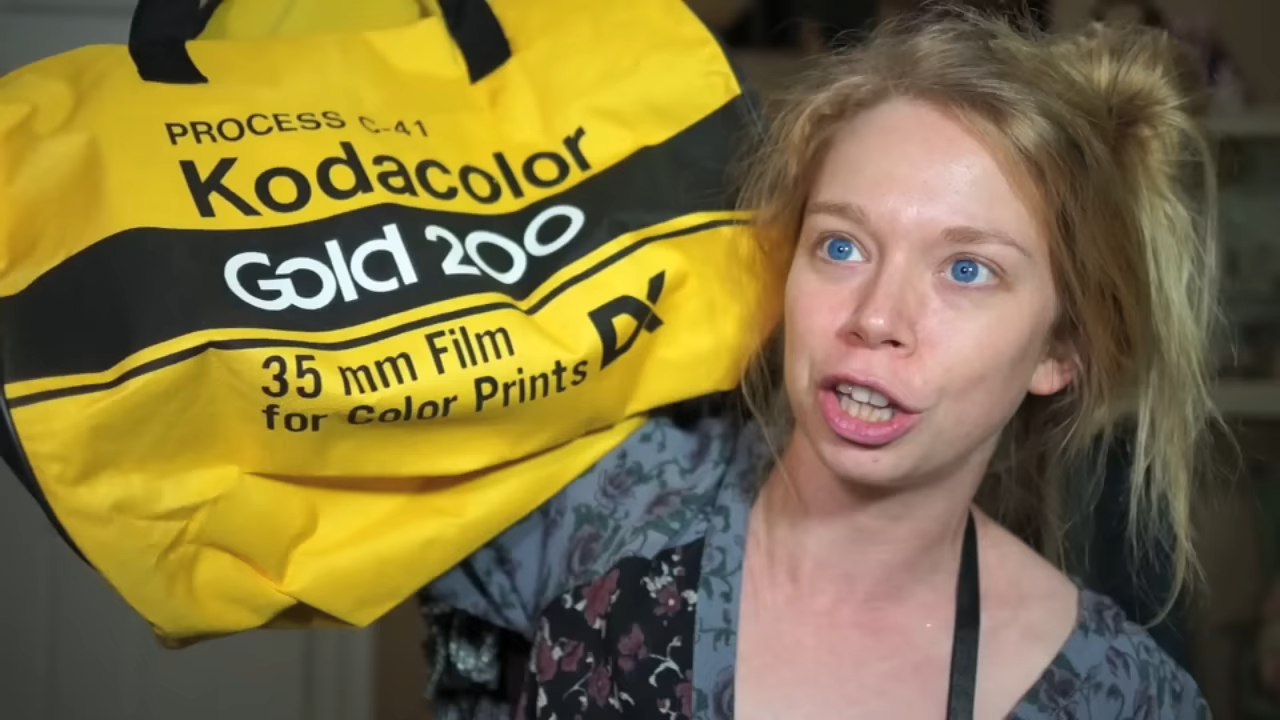 PROCESS C-41
Kodacolor
Gold 200
35 mm Film
for Color Prints
DX